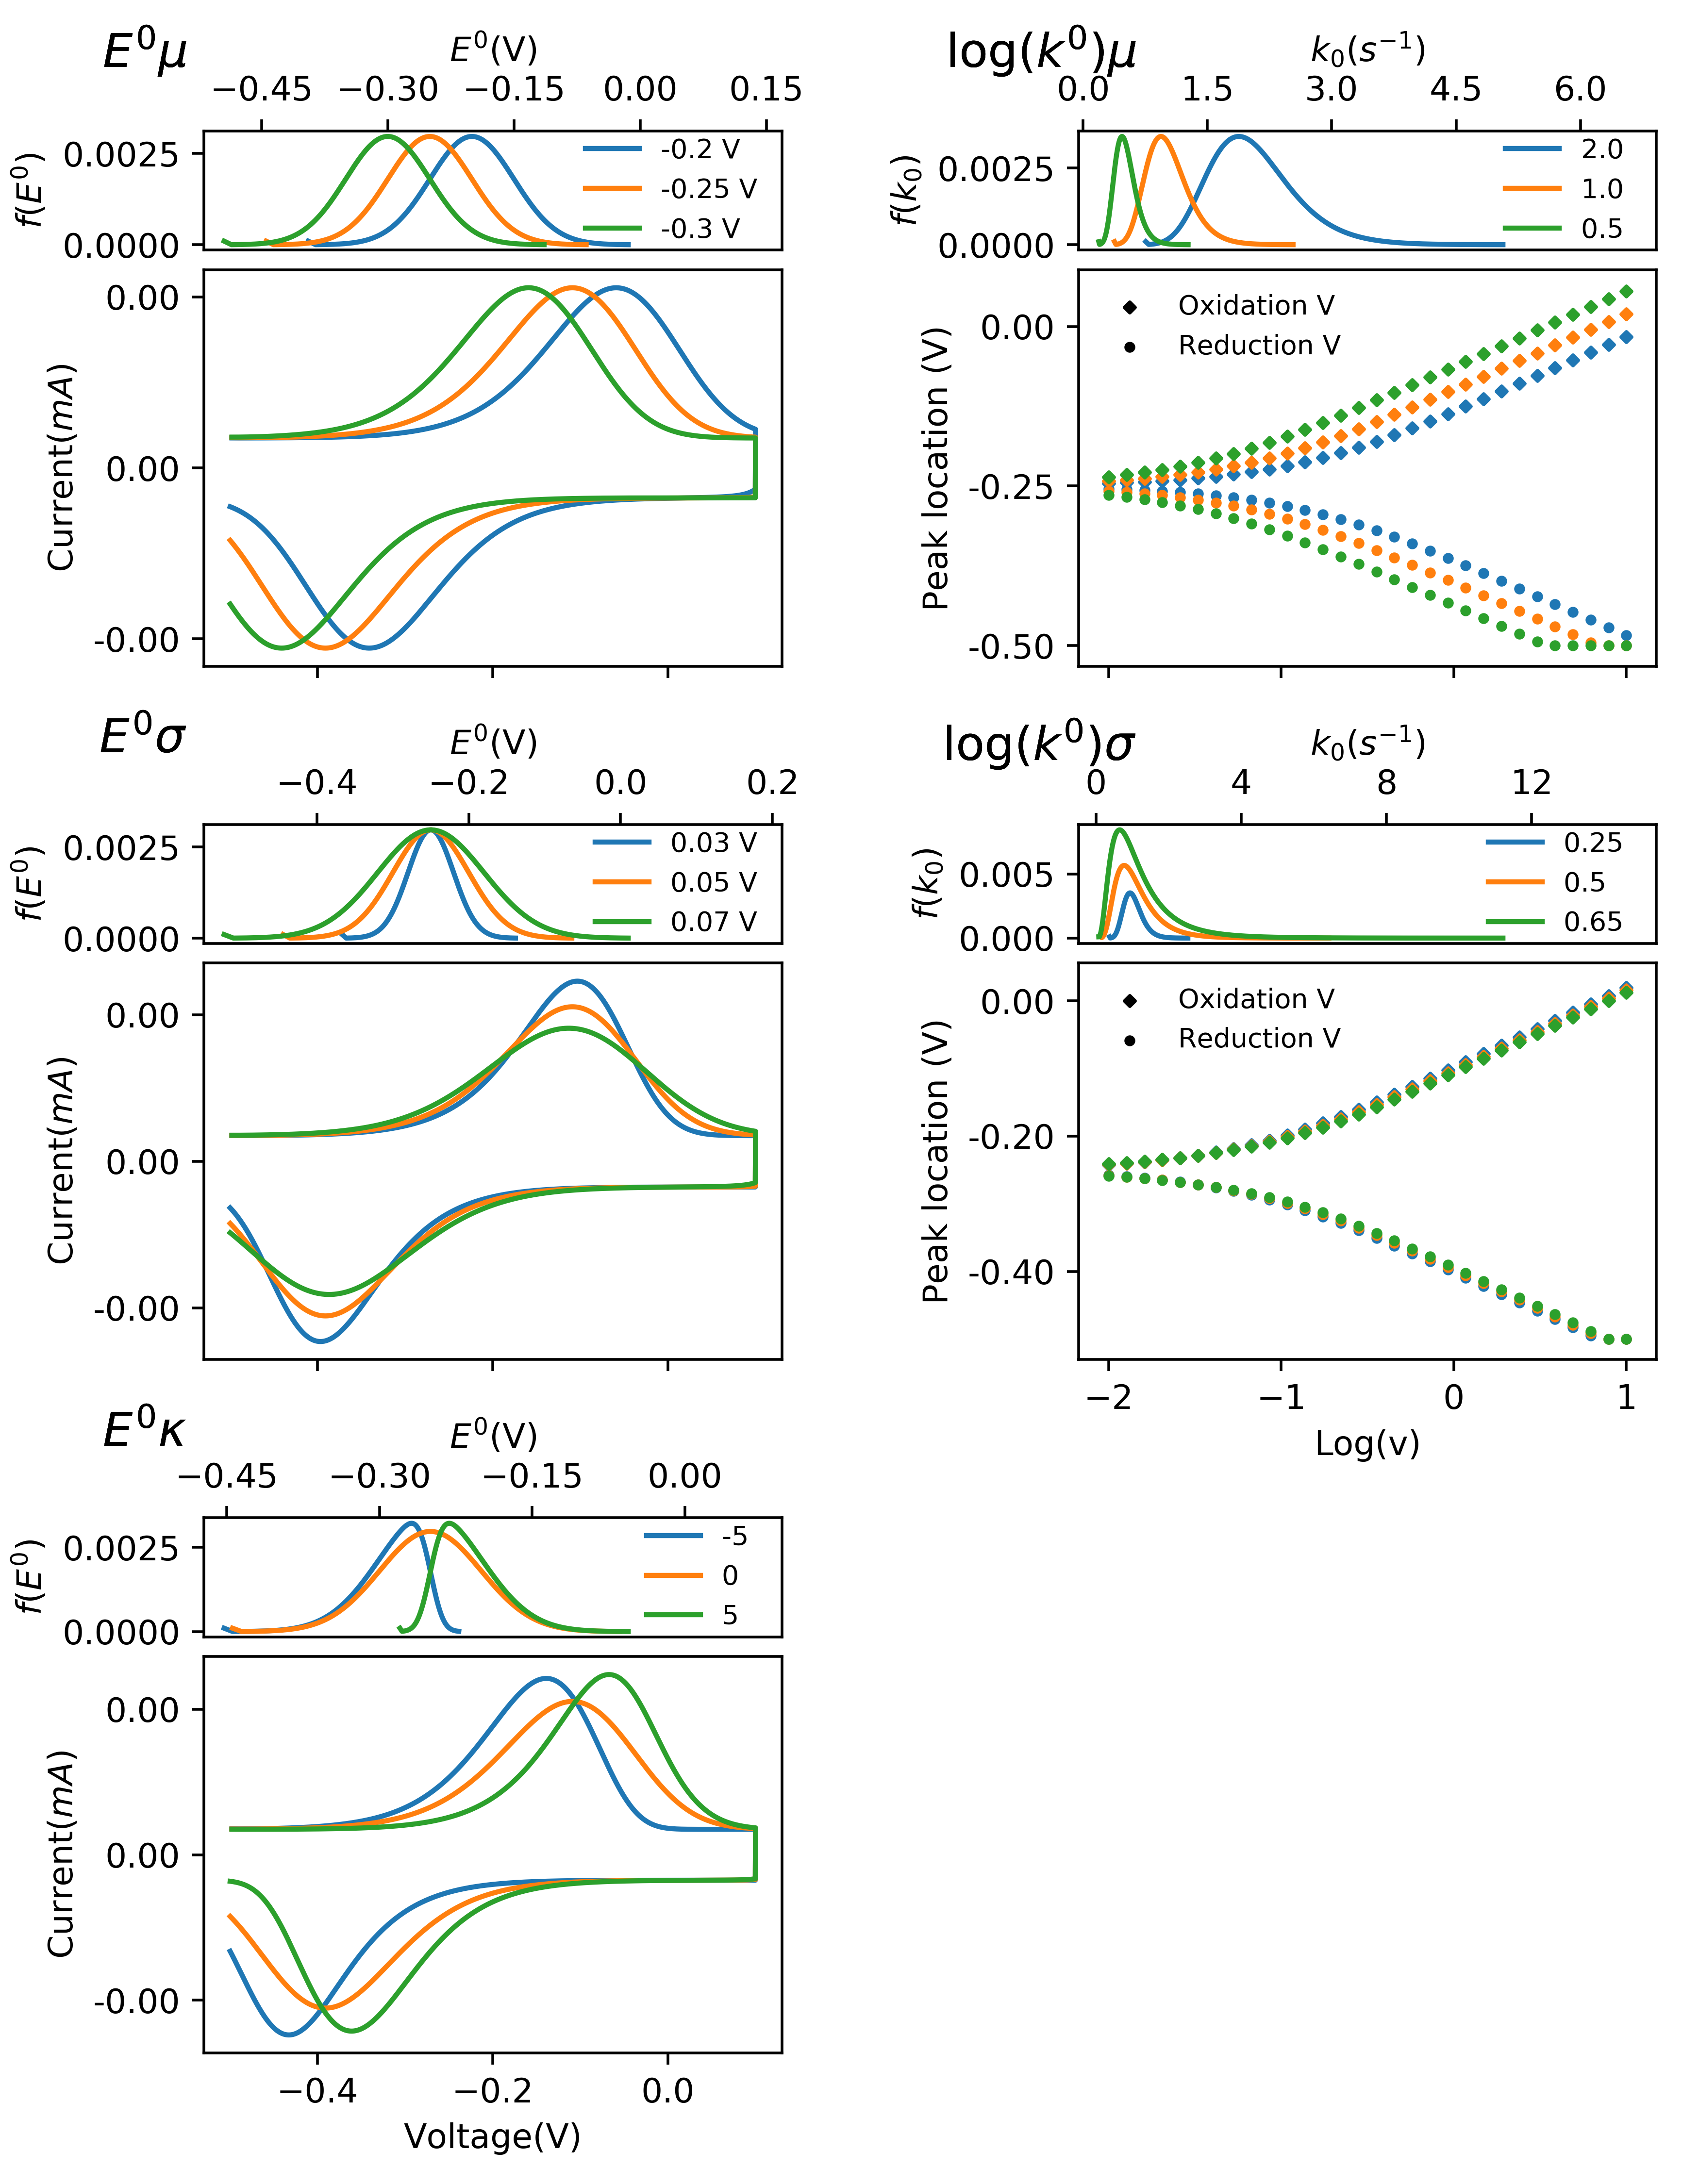 E⁰μ
E⁰(V)
−0.45 −0.30 −0.15 0.00 0.15
f(E⁰)
0.0025
0.0000
-0.2 V
-0.25 V
-0.3 V
Current(mA)
0.00
0.00
-0.00
log(k⁰)μ
k₀(s⁻¹)
0.0 1.5 3.0 4.5 6.0
f(k₀)
0.0025
0.0000
2.0
1.0
0.5
Peak location (V)
0.00
-0.25
-0.50
Oxidation V
Reduction V
E⁰σ
E⁰(V)
−0.4 −0.2 0.0 0.2
f(E⁰)
0.0025
0.0000
0.03 V
0.05 V
0.07 V
Current(mA)
0.00
0.00
-0.00
log(k⁰)σ
k₀(s⁻¹)
0 4 8 12
f(k₀)
0.005
0.000
0.25
0.5
0.65
Peak location (V)
0.00
-0.20
-0.40
Oxidation V
Reduction V
−2 −1 0 1
Log(v)
E⁰κ
E⁰(V)
−0.45 −0.30 −0.15 0.00
f(E⁰)
0.0025
0.0000
-5
0
5
Current(mA)
0.00
0.00
-0.00
−0.4 −0.2 0.0
Voltage(V)